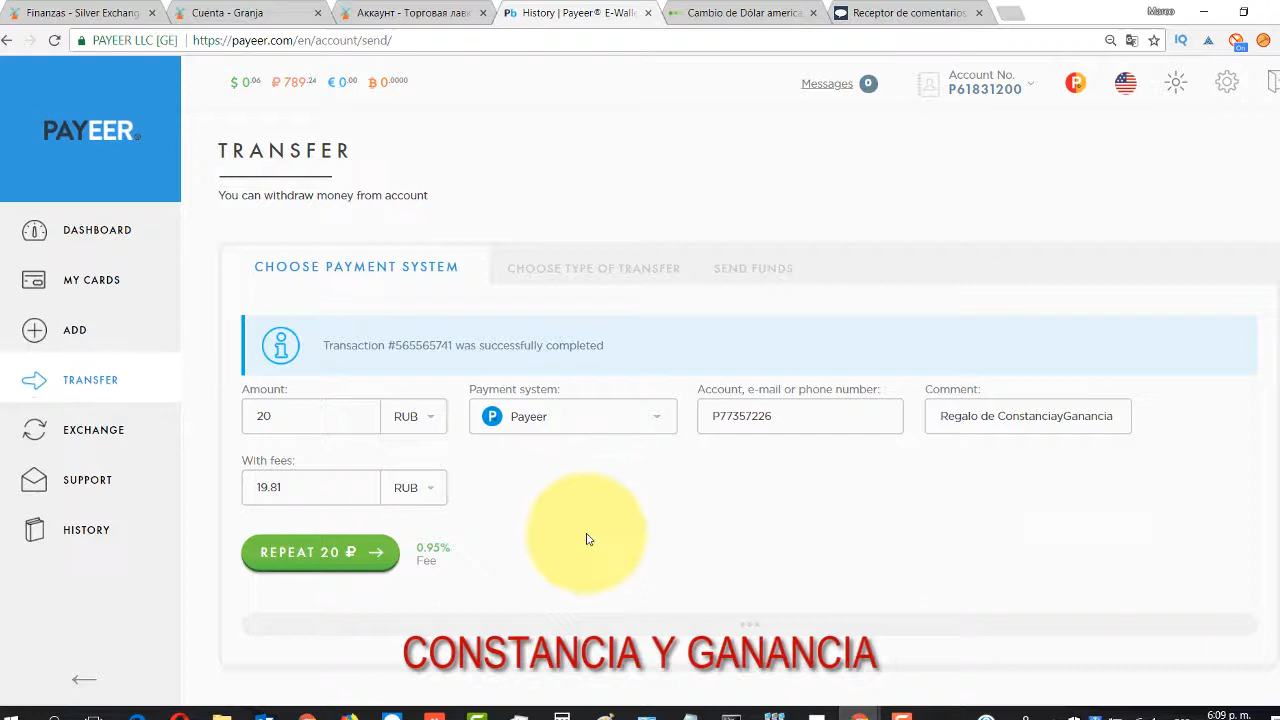 Finanzas - Silver Exchang × Cuenta - Granja × Аккаунт - Торговая лавк × Pb History | Payeer® E-Walle × Cambio de Dólar america × Receptor de comentarios × Marco
PAYEER LLC [GE] https://payeer.com/en/account/send/ IQ On
$ 0.06 ₽ 789.24 € 0.00 ₿ 0.0000 Messages 0 Account No. P61831200
PAYEER
TRANSFER
You can withdraw money from account
DASHBOARD
MY CARDS
ADD
TRANSFER
EXCHANGE
SUPPORT
HISTORY
CHOOSE PAYMENT SYSTEM CHOOSE TYPE OF TRANSFER SEND FUNDS
Transaction #565565741 was successfully completed
Amount: Payment system: Account, e-mail or phone number: Comment:
20 RUB P Payeer P77357226 Regalo de ConstanciayGanancia
With fees:
19.81 RUB
REPEAT 20 ₽ 0.95%
Fee
CONSTANCIA Y GANANCIA
6:09 p. m.